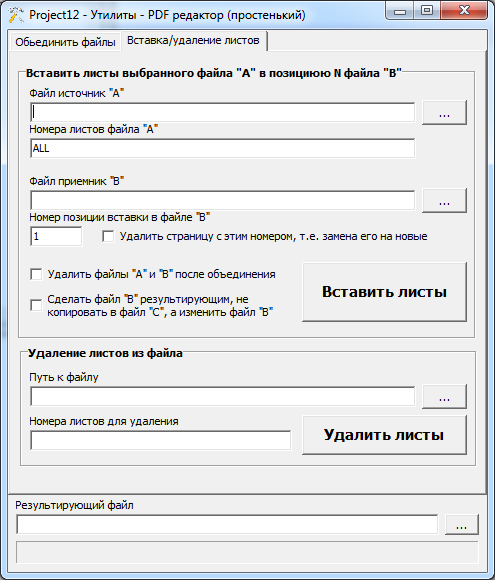 Project12 - Утилиты - PDF редактор (простенький)
Объединить файлы Вставка/удаление листов
Вставить листы выбранного файла "A" в позициюю N файла "B"
Файл источник "A"
...
Номера листов файла "A"
ALL
Файл приемник "B"
...
Номер позиции вставки в файле "B"
1 Удалить страницу с этим номером, т.е. замена его на новые
Удалить файлы "A" и "B" после объединения
Сделать файл "B" результирующим, не
копировать в файл "C", а изменить файл "B"
Вставить листы
Удаление листов из файла
Путь к файлу
...
Номера листов для удаления
Удалить листы
Результирующий файл
...